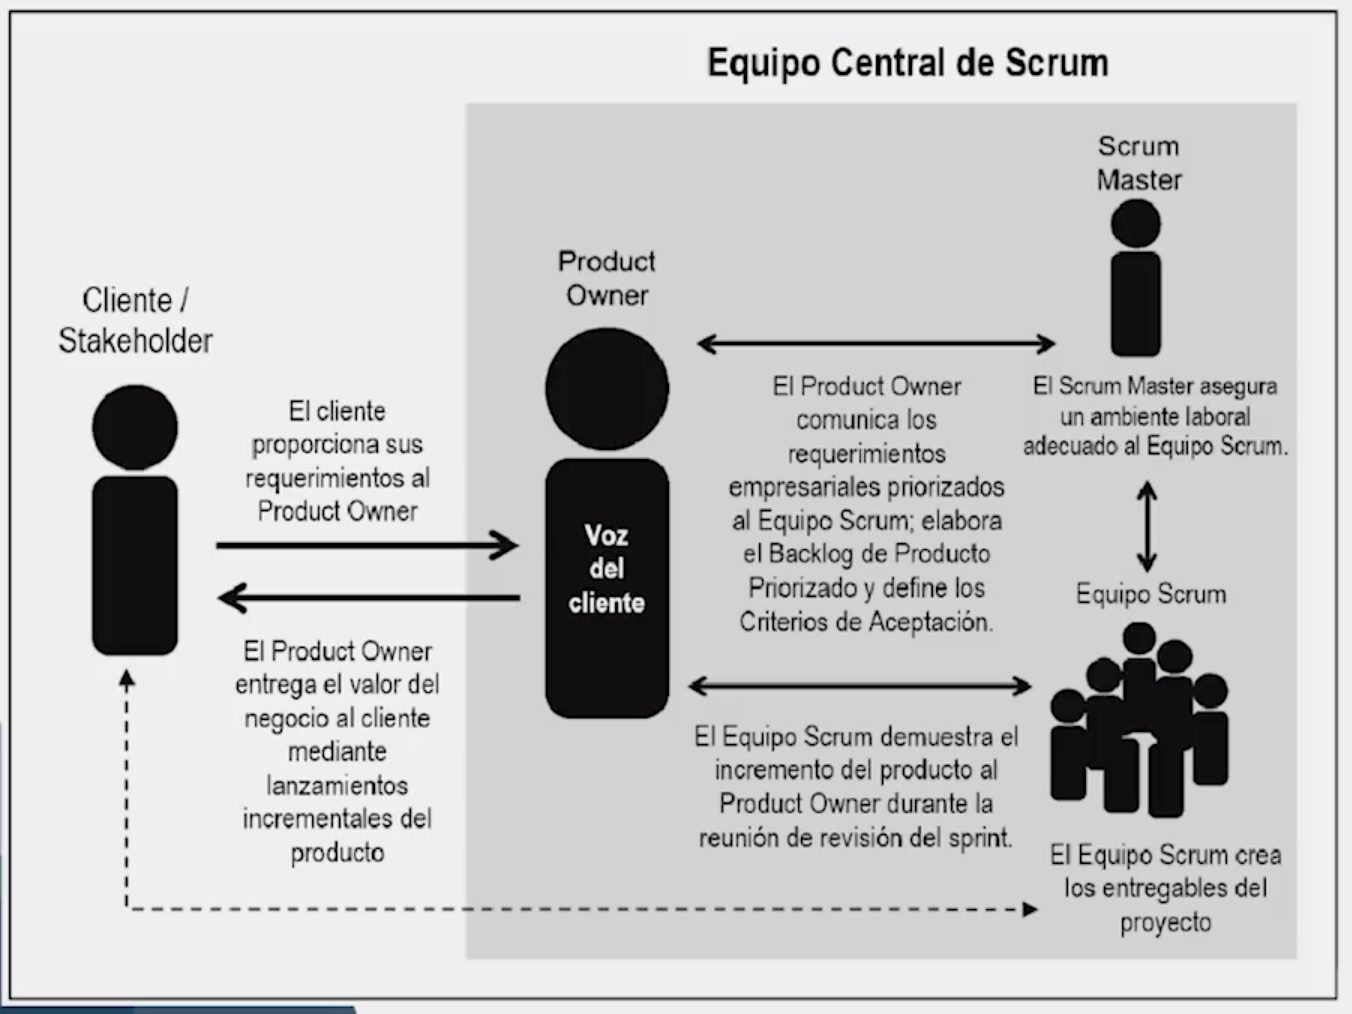 Equipo Central de Scrum
Cliente /
Stakeholder
El cliente
proporciona sus
requerimientos al
Product Owner
El Product Owner
entrega el valor del
negocio al cliente
mediante
lanzamientos
incrementales del
producto
Product
Owner
Voz
del
cliente
El Product Owner
comunica los
requerimientos
empresariales priorizados
al Equipo Scrum; elabora
el Backlog de Producto
Priorizado y define los
Criterios de Aceptación.
El Equipo Scrum demuestra el
incremento del producto al
Product Owner durante la
reunión de revisión del sprint.
Scrum
Master
El Scrum Master asegura
un ambiente laboral
adecuado al Equipo Scrum.
Equipo Scrum
El Equipo Scrum crea
los entregables del
proyecto